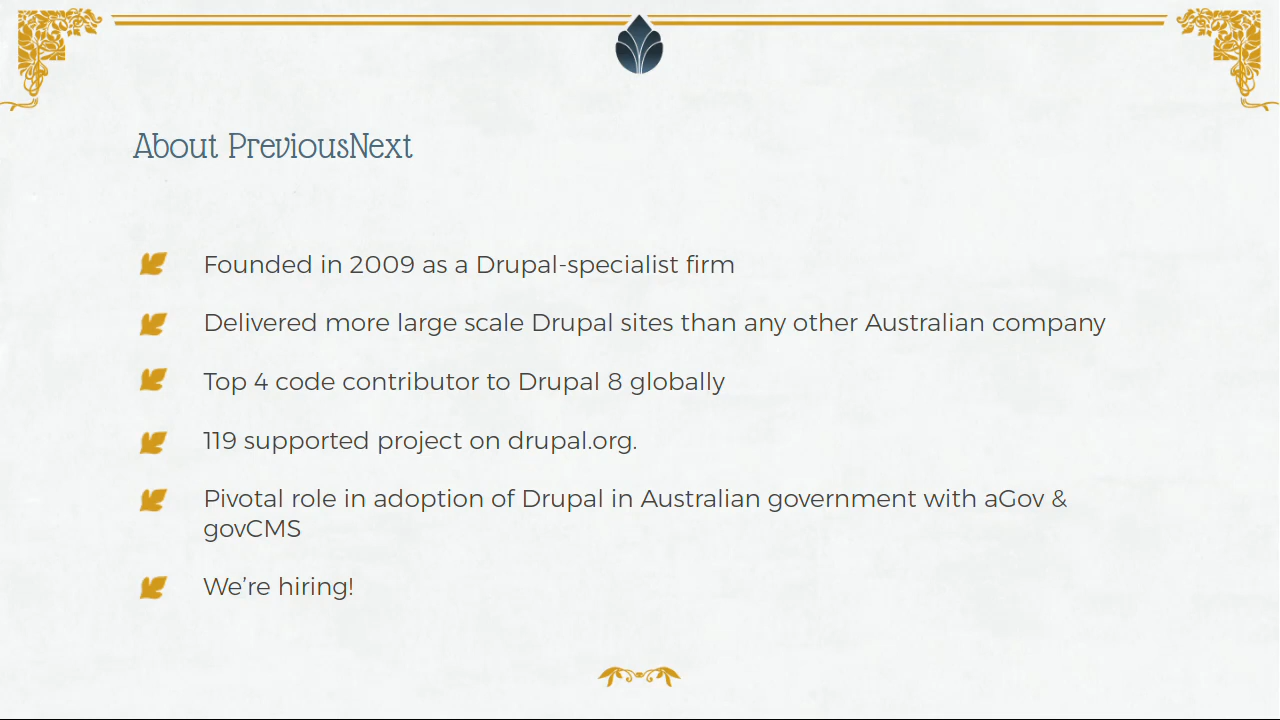 About PreviousNext
Founded in 2009 as a Drupal-specialist firm
Delivered more large scale Drupal sites than any other Australian company
Top 4 code contributor to Drupal 8 globally
119 supported project on drupal.org.
Pivotal role in adoption of Drupal in Australian government with aGov &
govCMS
We’re hiring!